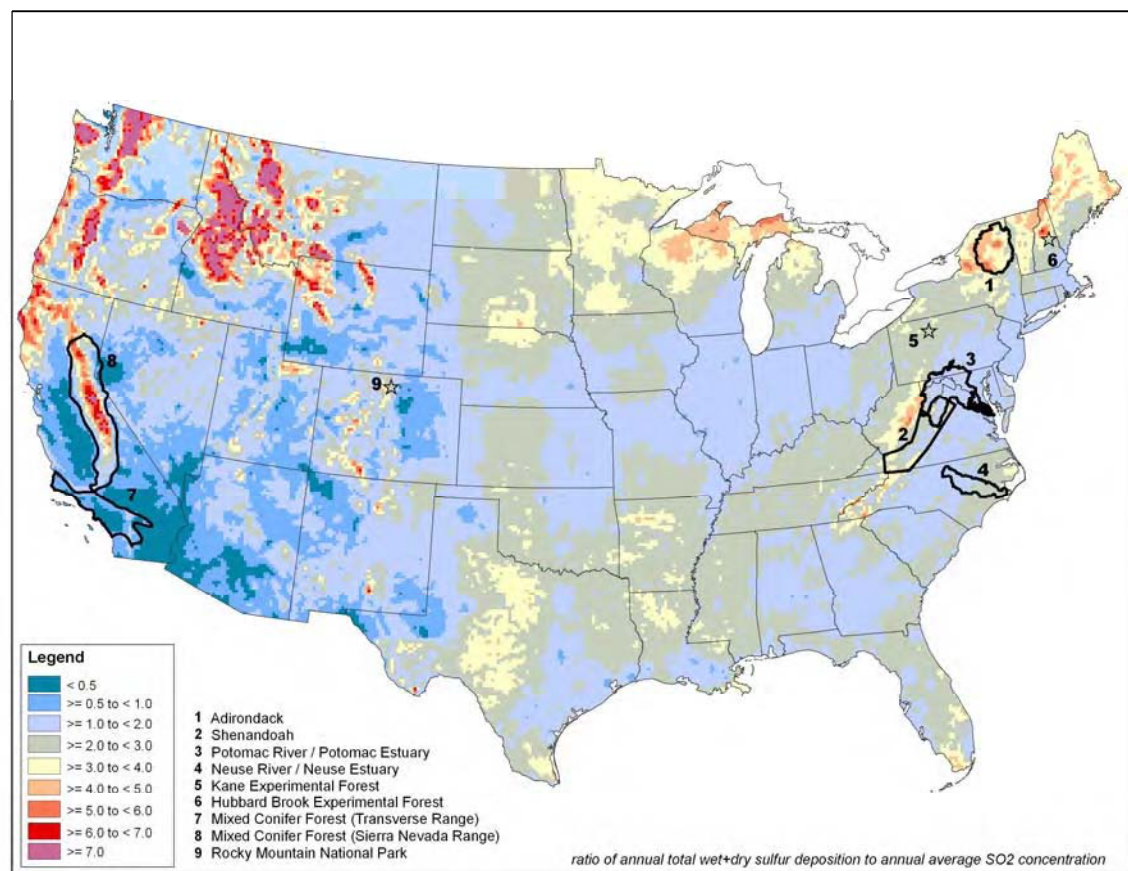 1
2
3
4
5
6
7
8
9
Legend
< 0.5
>= 0.5 to < 1.0
>= 1.0 to < 2.0
>= 2.0 to < 3.0
>= 3.0 to < 4.0
>= 4.0 to < 5.0
>= 5.0 to < 6.0
>= 6.0 to < 7.0
>= 7.0
1 Adirondack
2 Shenandoah
3 Potomac River / Potomac Estuary
4 Neuse River / Neuse Estuary
5 Kane Experimental Forest
6 Hubbard Brook Experimental Forest
7 Mixed Conifer Forest (Transverse Range)
8 Mixed Conifer Forest (Sierra Nevada Range)
9 Rocky Mountain National Park
ratio of annual total wet+dry sulfur deposition to annual average SO2 concentration